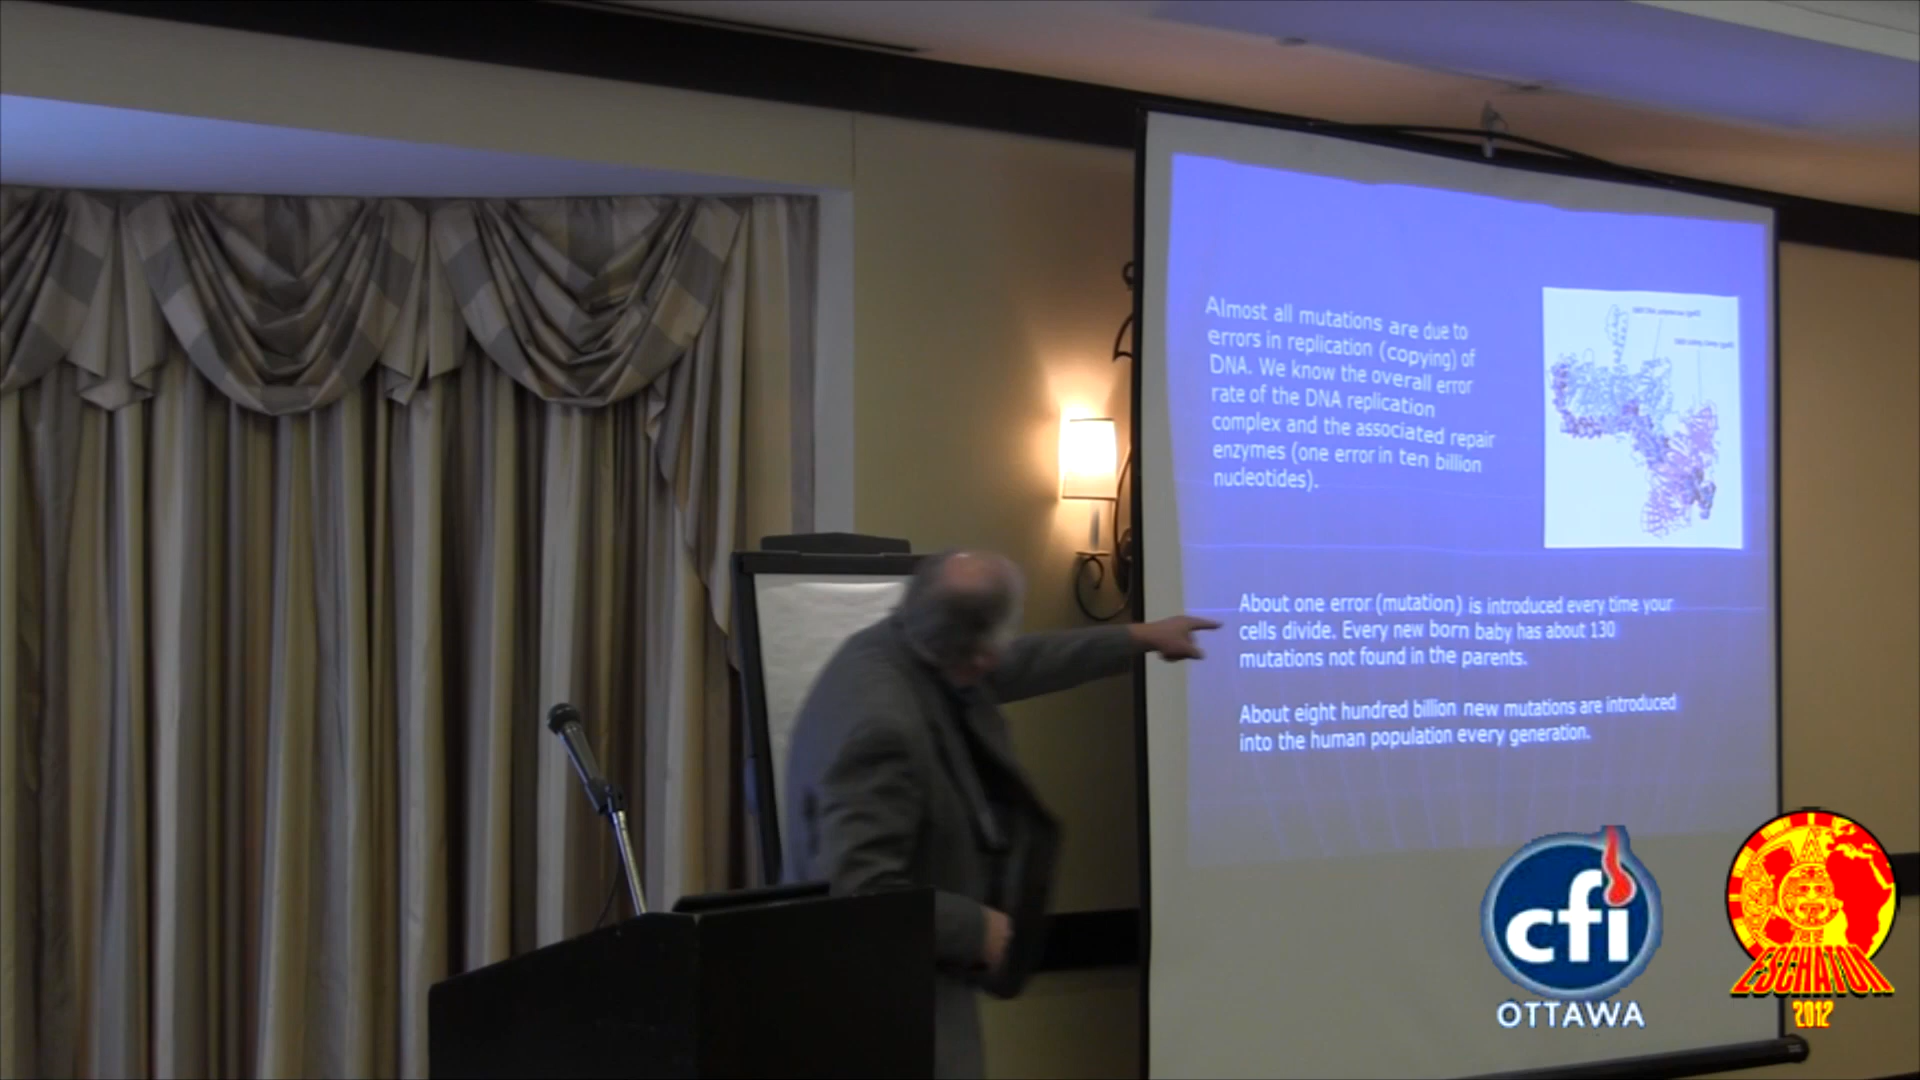 Almost all mutations are due to
errors in replication (copying) of
DNA. We know the overall error
rate of the DNA replication
complex and the associated repair
enzymes (one error in ten billion
nucleotides).
About one error (mutation) is introduced every time your
cells divide. Every new born baby has about 130
mutations not found in the parents.
About eight hundred billion new mutations are introduced
into the human population every generation.
cfi
OTTAWA
ESCHATON
2012